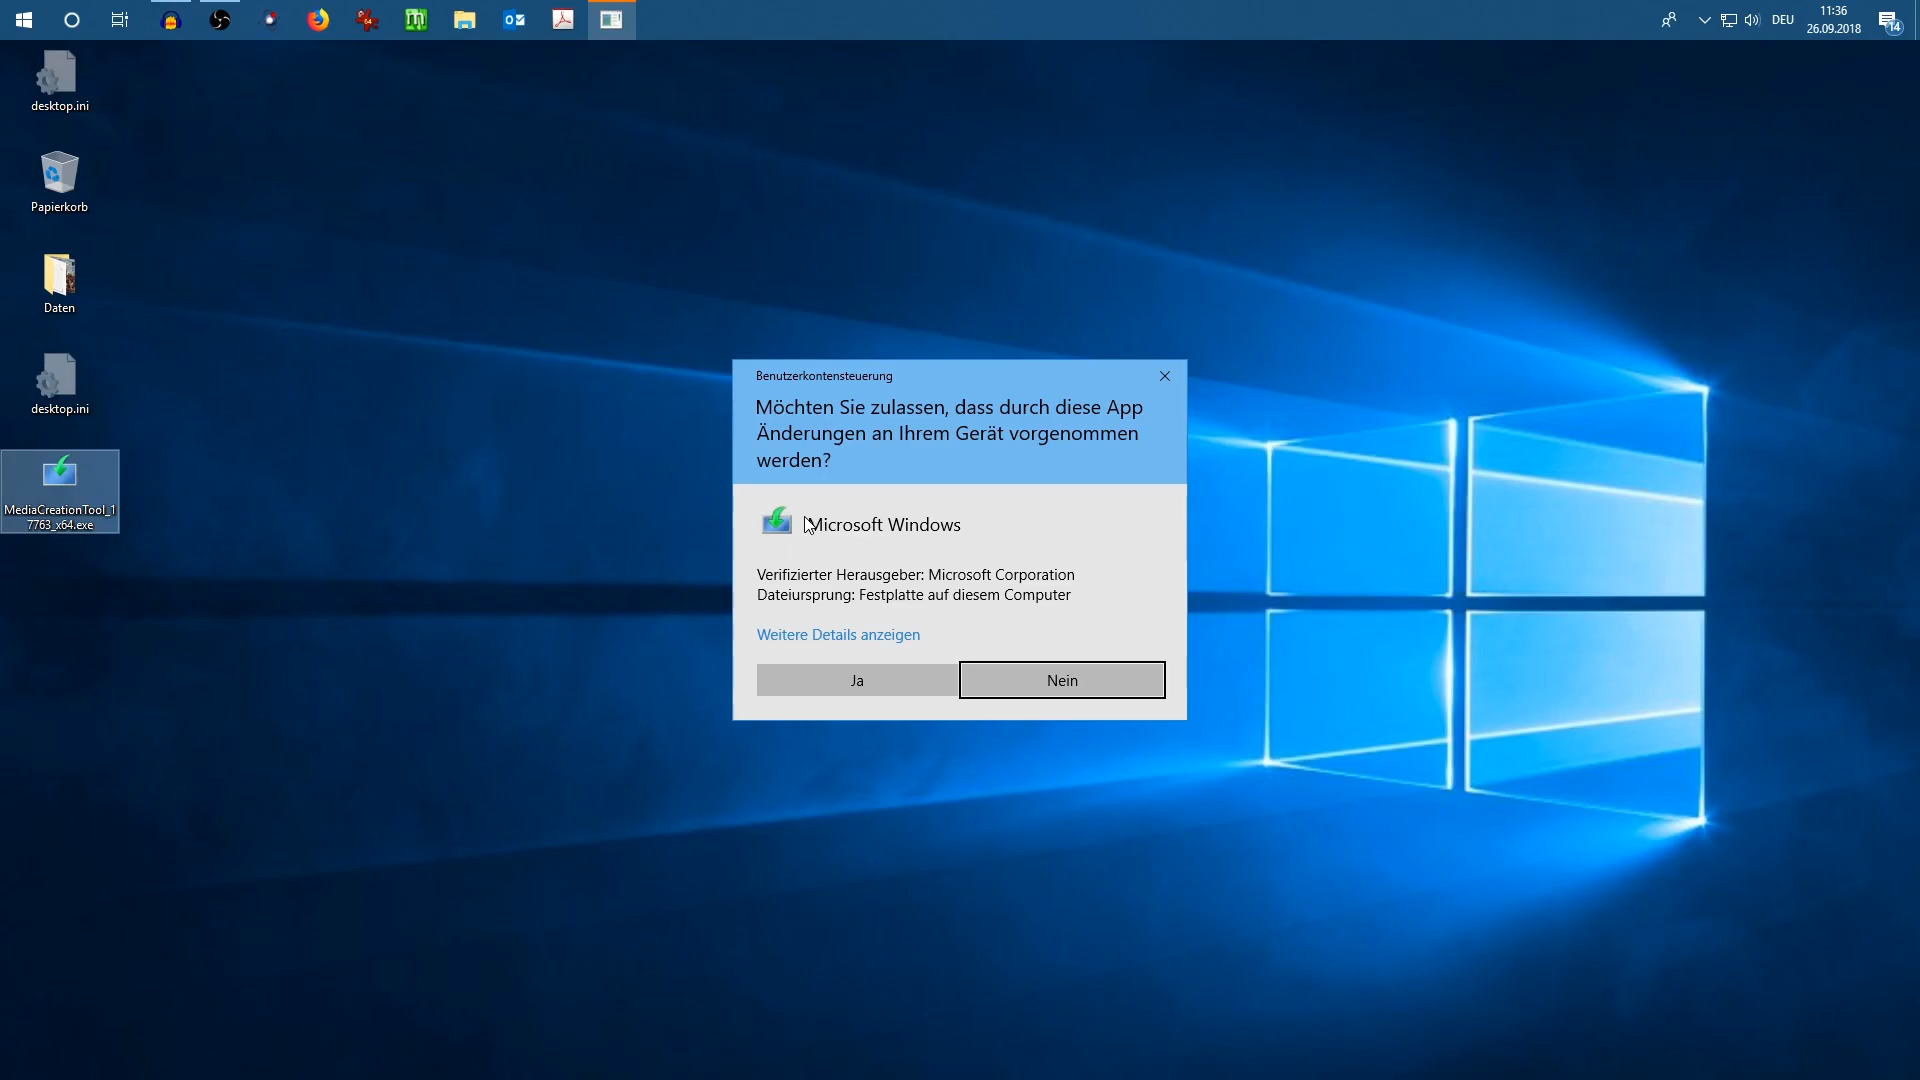 DEU
11:36
26.09.2018
14
desktop.ini
Papierkorb
Daten
desktop.ini
MediaCreationTool_1
7763_x64.exe
Benutzerkontensteuerung
Möchten Sie zulassen, dass durch diese App
Änderungen an Ihrem Gerät vorgenommen
werden?
Microsoft Windows
Verifizierter Herausgeber: Microsoft Corporation
Dateiursprung: Festplatte auf diesem Computer
Weitere Details anzeigen
Ja
Nein